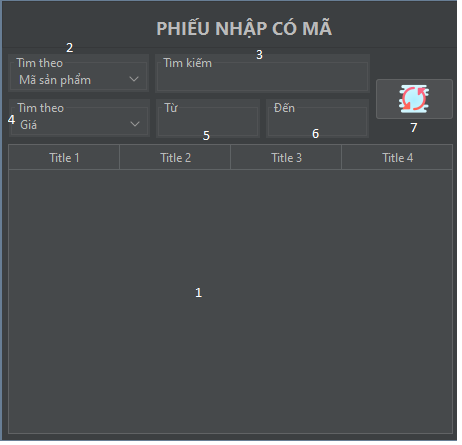 PHIẾU NHẬP CÓ MÃ
2
Tìm theo
Mã sản phẩm
3
Tìm kiếm
4
Tìm theo
Giá
Từ
5
Đến
6
7
Title 1
Title 2
Title 3
Title 4
1